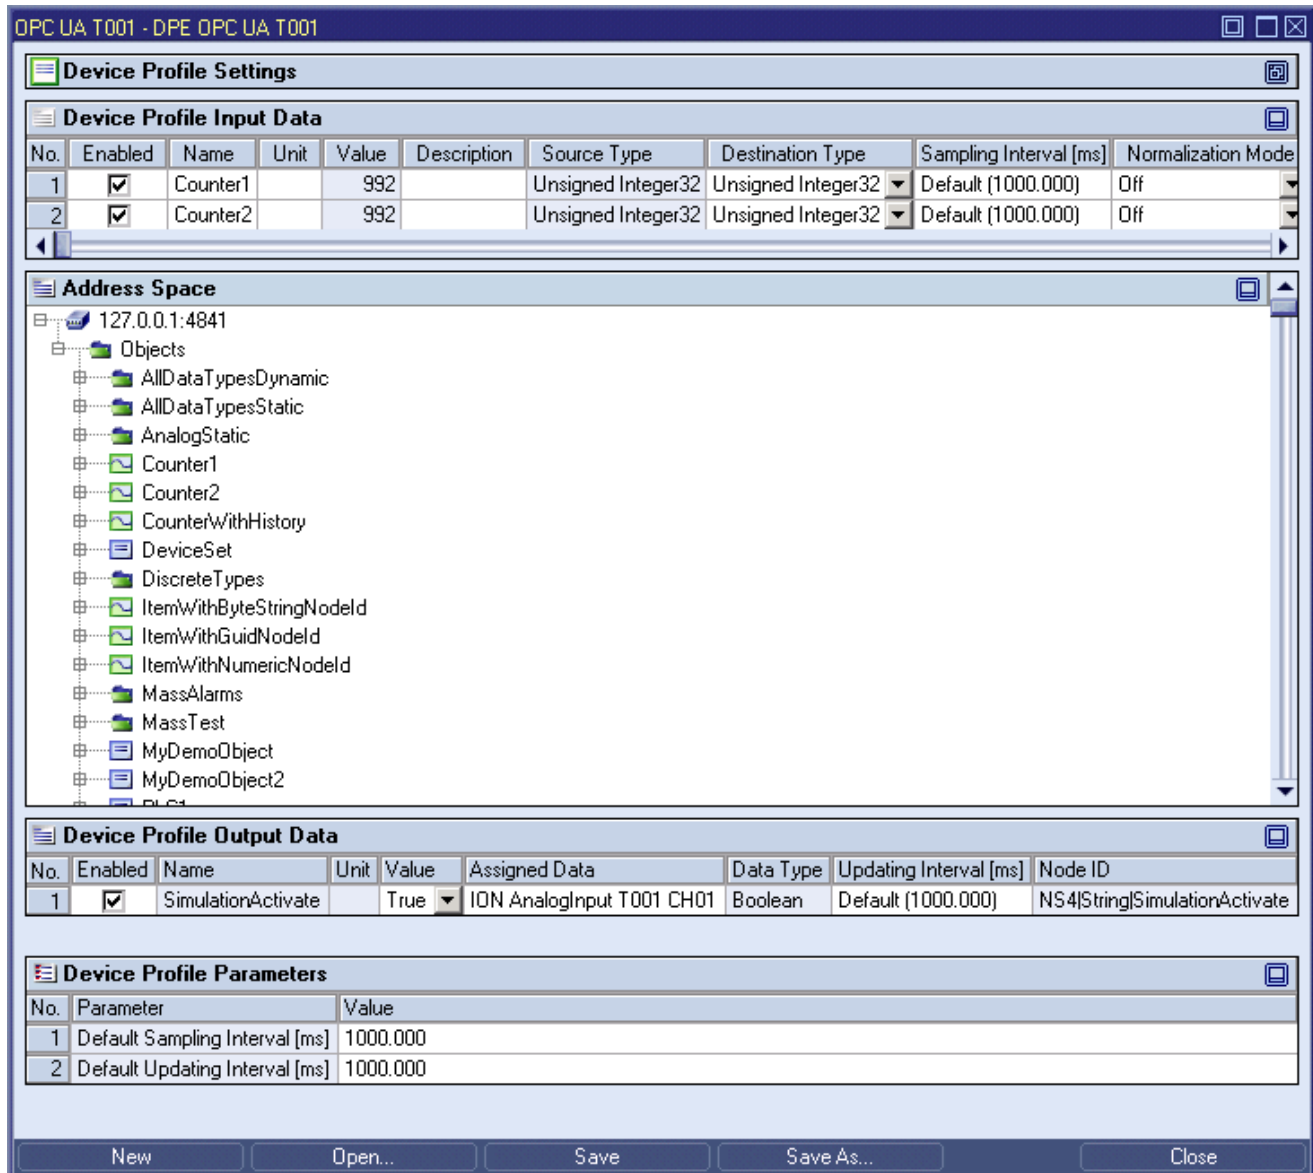 OPC UA T001 - DPE OPC UA T001
Device Profile Settings
Device Profile Input Data
No. Enabled Name Unit Value Description Source Type Destination Type Sampling Interval [ms] Normalization Mode
1 Counter1 992 Unsigned Integer32 Unsigned Integer32 Default (1000.000) Off
2 Counter2 992 Unsigned Integer32 Unsigned Integer32 Default (1000.000) Off
Address Space
127.0.0.1:4841
Objects
AllDataTypesDynamic
AllDataTypesStatic
AnalogStatic
Counter1
Counter2
CounterWithHistory
DeviceSet
DiscreteTypes
ItemWithByteStringNodeId
ItemWithGuidNodeId
ItemWithNumericNodeId
MassAlarms
MassTest
MyDemoObject
MyDemoObject2
Device Profile Output Data
No. Enabled Name Unit Value Assigned Data Data Type Updating Interval [ms] Node ID
1 SimulationActivate True ION AnalogInput T001 CH01 Boolean Default (1000.000) NS4|String|SimulationActivate
Device Profile Parameters
No. Parameter Value
1 Default Sampling Interval [ms] 1000.000
2 Default Updating Interval [ms] 1000.000
New Open... Save Save As... Close